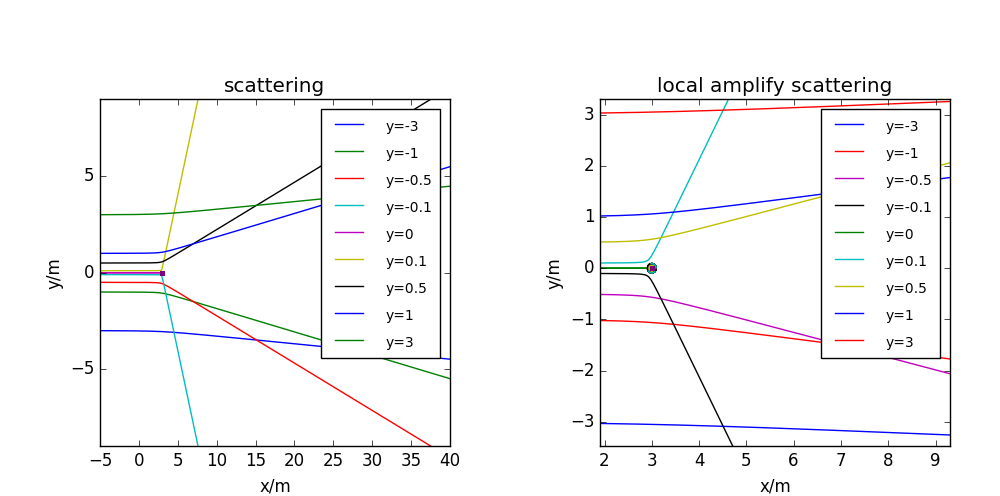 scattering
y/m
5
0
−5
−5
0
5
10
15
20
25
30
35
40
x/m
y=-3
y=-1
y=-0.5
y=-0.1
y=0
y=0.1
y=0.5
y=1
y=3
local amplify scattering
y/m
3
2
1
0
−1
−2
−3
2
3
4
5
6
7
8
9
x/m
y=-3
y=-1
y=-0.5
y=-0.1
y=0
y=0.1
y=0.5
y=1
y=3